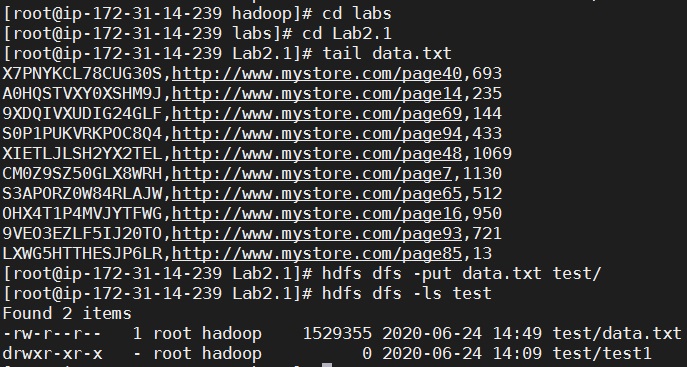 [root@ip-172-31-14-239 hadoop]# cd labs
[root@ip-172-31-14-239 labs]# cd Lab2.1
[root@ip-172-31-14-239 Lab2.1]# tail data.txt
X7PNYKCL78CUG30S,http://www.mystore.com/page40,693
A0HQSTVXY0XSHM9J,http://www.mystore.com/page14,235
9XDQIVXUDIG24GLF,http://www.mystore.com/page69,144
S0P1PUKVRKPOC8Q4,http://www.mystore.com/page94,433
XIETLJLSH2YX2TEL,http://www.mystore.com/page48,1069
CM0Z9SZ50GLX8WRH,http://www.mystore.com/page7,1130
S3APORZ0W84RLAJW,http://www.mystore.com/page65,512
OHX4T1P4MVJYTFWG,http://www.mystore.com/page16,950
9VEO3EZLF5IJ20TO,http://www.mystore.com/page93,721
LXWG5HTTHESJP6LR,http://www.mystore.com/page85,13
[root@ip-172-31-14-239 Lab2.1]# hdfs dfs -put data.txt test/
[root@ip-172-31-14-239 Lab2.1]# hdfs dfs -ls test
Found 2 items
-rw-r--r--   1 root hadoop    1529355 2020-06-24 14:49 test/data.txt
drwxr-xr-x   - root hadoop          0 2020-06-24 14:09 test/test1